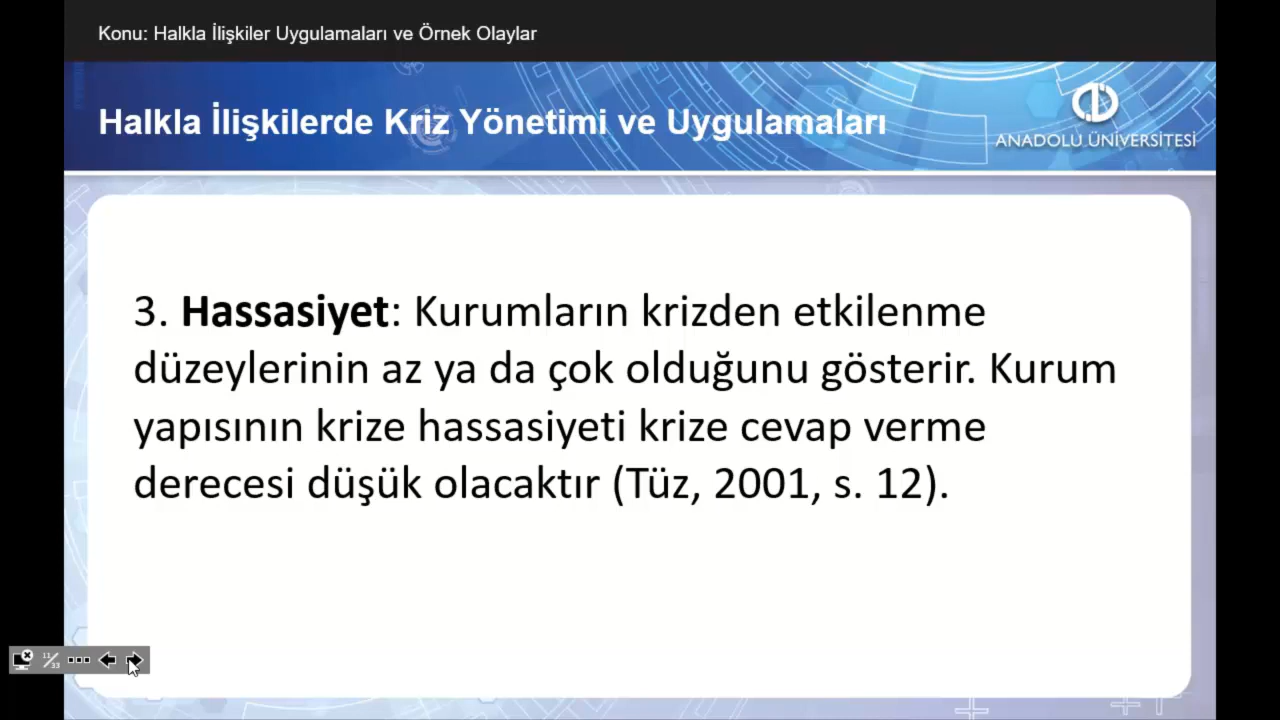 Konu: Halkla İlişkiler Uygulamaları ve Örnek Olaylar
Halkla İlişkilerde Kriz Yönetimi ve Uygulamaları
ANADOLU ÜNİVERSİTESİ
3. Hassasiyet: Kurumların krizden etkilenme
düzeylerinin az ya da çok olduğunu gösterir. Kurum
yapısının krize hassasiyeti krize cevap verme
derecesi düşük olacaktır (Tüz, 2001, s. 12).
11/33